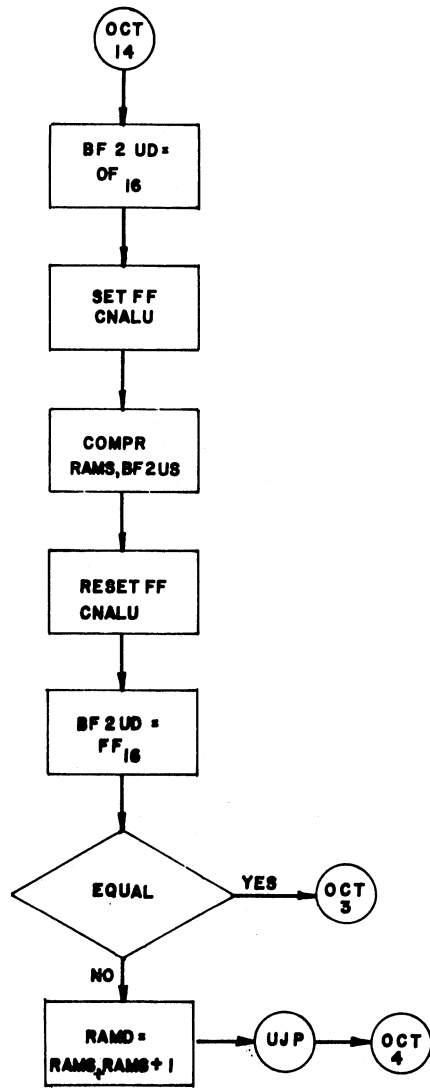 OCT
14
BF 2 UD =
OF 16
SET FF
CNALU
COMPR
RAMS, BF2US
RESET FF
CNALU
BF 2 UD =
FF 16
EQUAL
YES
OCT
3
NO
RAMD =
RAMS + RAMS + 1
UJP
OCT
4